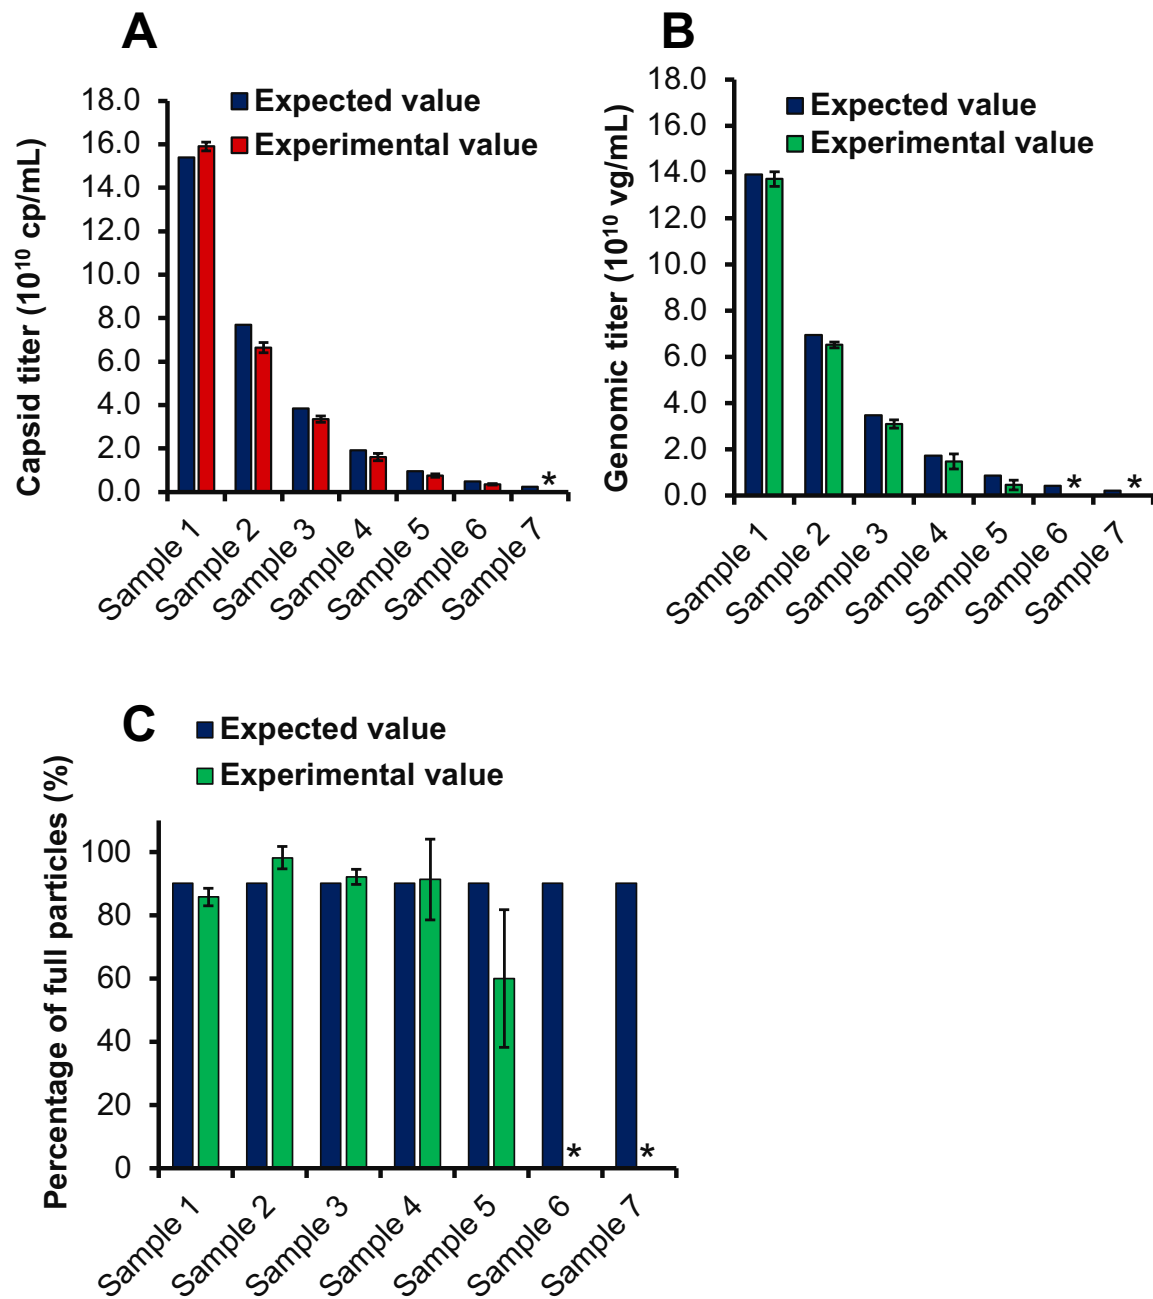 A
Expected value
Experimental value
Capsid titer (10¹⁰ cp/mL)
18.0
16.0
14.0
12.0
10.0
8.0
6.0
4.0
2.0
0.0
*
Sample 1
Sample 2
Sample 3
Sample 4
Sample 5
Sample 6
Sample 7
B
Expected value
Experimental value
Genomic titer (10¹⁰ vg/mL)
18.0
16.0
14.0
12.0
10.0
8.0
6.0
4.0
2.0
0.0
*
*
Sample 1
Sample 2
Sample 3
Sample 4
Sample 5
Sample 6
Sample 7
C
Expected value
Experimental value
Percentage of full particles (%)
100
80
60
40
20
0
*
*
Sample 1
Sample 2
Sample 3
Sample 4
Sample 5
Sample 6
Sample 7